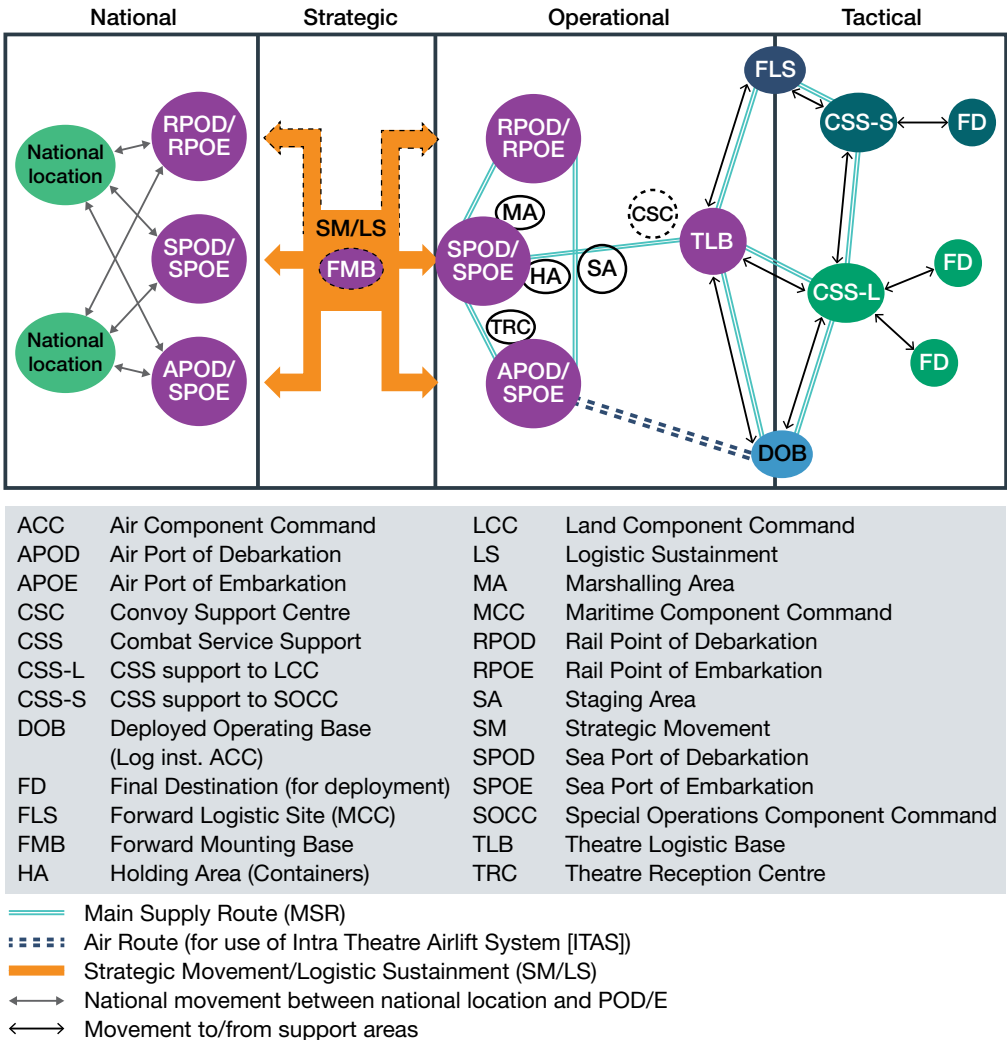 National Strategic Operational Tactical
FLS
RPOD/
RPOE
RPOD/
RPOE
CSS-S
FD
National
location
MA
CSC
SM/LS
TLB
SPOD/
SPOE
FMB
SPOD/
SPOE
HA
SA
FD
CSS-L
TRC
National
location
FD
APOD/
SPOE
APOD/
SPOE
DOB
ACC Air Component Command
APOD Air Port of Debarkation
APOE Air Port of Embarkation
CSC Convoy Support Centre
CSS Combat Service Support
CSS-L CSS support to LCC
CSS-S CSS support to SOCC
DOB Deployed Operating Base
(Log inst. ACC)
FD Final Destination (for deployment)
FLS Forward Logistic Site (MCC)
FMB Forward Mounting Base
HA Holding Area (Containers)
LCC Land Component Command
LS Logistic Sustainment
MA Marshalling Area
MCC Maritime Component Command
RPOD Rail Point of Debarkation
RPOE Rail Point of Embarkation
SA Staging Area
SM Strategic Movement
SPOD Sea Port of Debarkation
SPOE Sea Port of Embarkation
SOCC Special Operations Component Command
TLB Theatre Logistic Base
TRC Theatre Reception Centre
Main Supply Route (MSR)
Air Route (for use of Intra Theatre Airlift System [ITAS])
Strategic Movement/Logistic Sustainment (SM/LS)
National movement between national location and POD/E
Movement to/from support areas